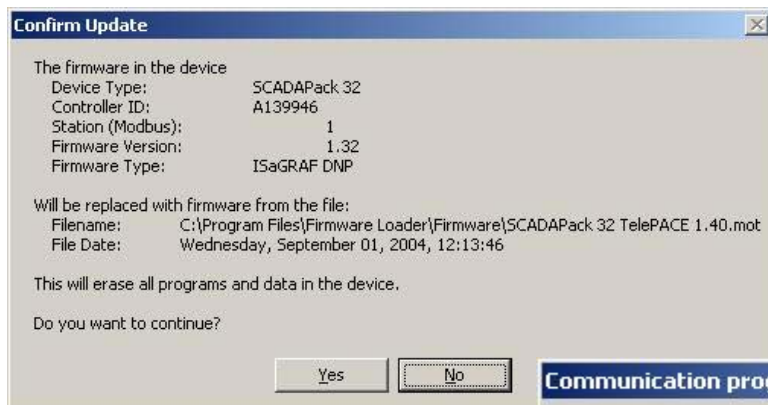 Confirm Update
The firmware in the device
Device Type: SCADAPack 32
Controller ID: A139946
Station (Modbus): 1
Firmware Version: 1.32
Firmware Type: ISaGRAF DNP
Will be replaced with firmware from the file:
Filename: C:\Program Files\Firmware Loader\Firmware\SCADAPack 32 TelePACE 1.40.mot
File Date: Wednesday, September 01, 2004, 12:13:46
This will erase all programs and data in the device.
Do you want to continue?
Yes No
Communication